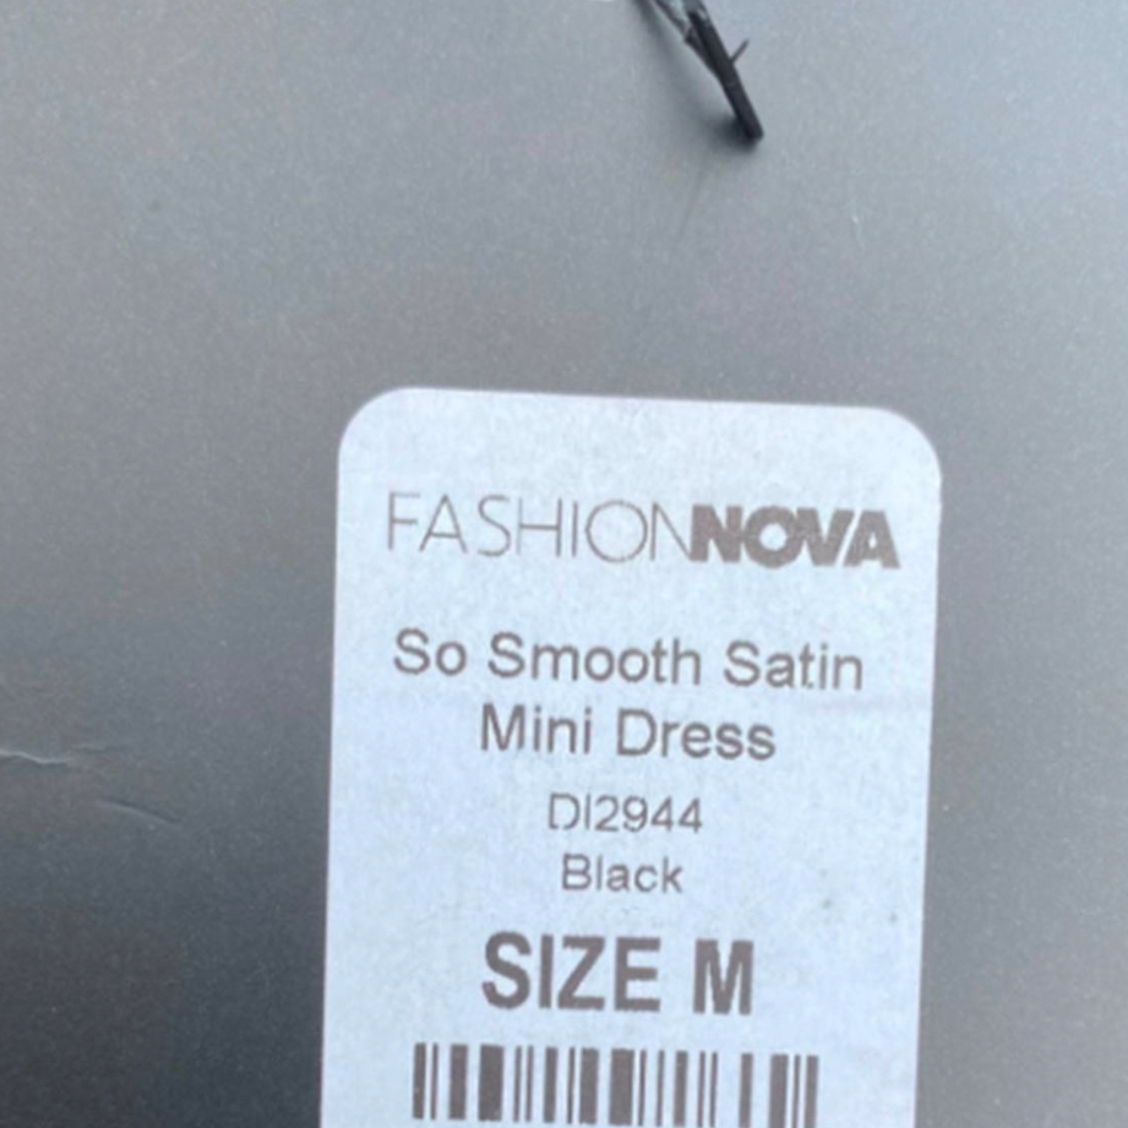 FASHIONNOVA
So Smooth Satin
Mini Dress
DI2944
Black
SIZE M